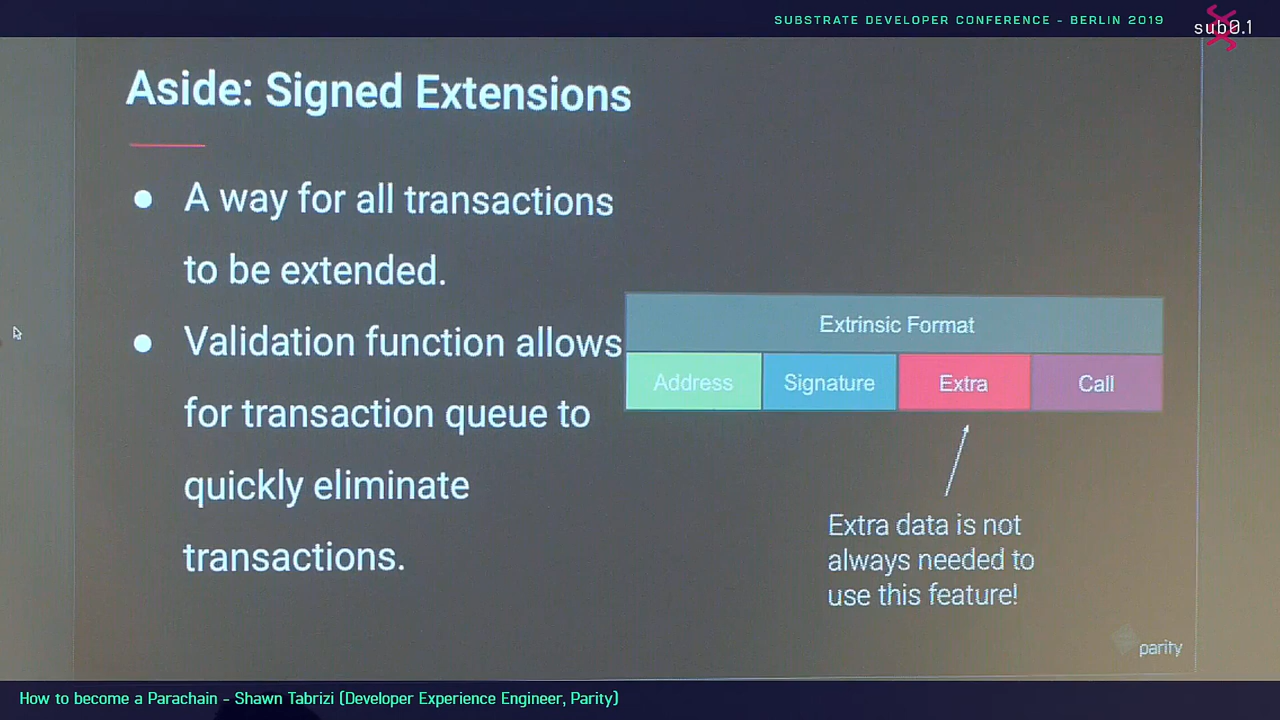 SUBSTRATE DEVELOPER CONFERENCE - BERLIN 2019
sub0.1
Aside: Signed Extensions
● A way for all transactions
to be extended.
● Validation function allows
for transaction queue to
quickly eliminate
transactions.
Extrinsic Format
Address Signature Extra Call
Extra data is not
always needed to
use this feature!
parity
How to become a Parachain - Shawn Tabrizi (Developer Experience Engineer, Parity)